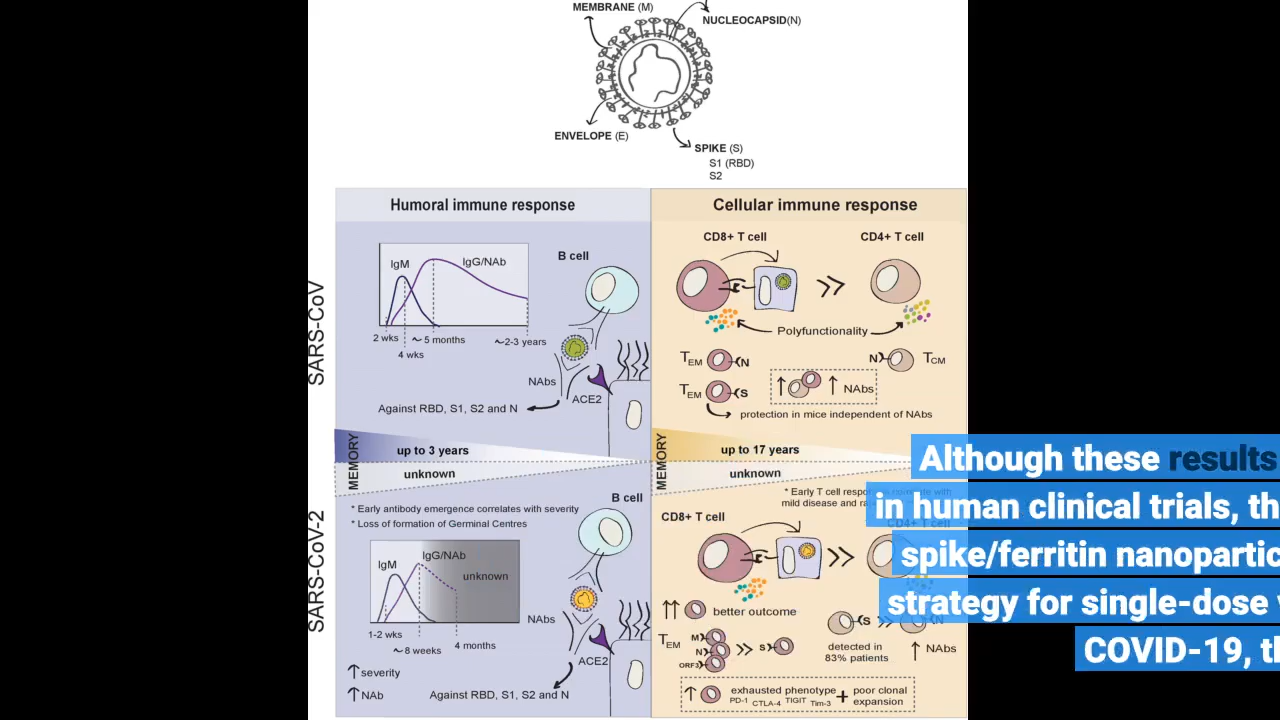 MEMBRANE (M)
NUCLEOCAPSID(N)
ENVELOPE (E)
SPIKE (S)
S1 (RBD)
S2
Humoral immune response
Cellular immune response
SARS-CoV
IgM
IgG/NAb
B cell
2 wks
4 wks
~ 5 months
~2-3 years
NAbs
ACE2
Against RBD, S1, S2 and N
CD8+ T cell
CD4+ T cell
Polyfunctionality
TEM
N
N
TCM
TEM
S
↑ ↑ NAbs
protection in mice independent of NAbs
MEMORY
up to 3 years
unknown
MEMORY
up to 17 years
unknown
SARS-CoV-2
* Early antibody emergence correlates with severity
* Loss of formation of Germinal Centres
B cell
IgM
IgG/NAb
unknown
1-2 wks
~ 8 weeks
4 months
NAbs
ACE2
↑ severity
↑ NAb
Against RBD, S1, S2 and N
* Early T cell
mild disease and
CD8+ T cell
CD4+ T cell
↑↑ better outcome
TEM
M
N
ORF3
S
S
N
detected in
83% patients
↑ NAbs
↑ exhausted phenotype + poor clonal
PD-1 CTLA-4 TIGIT Tim-3 expansion
Although these results
in human clinical trials,
spike/ferritin
strategy for single-dose
COVID-19,